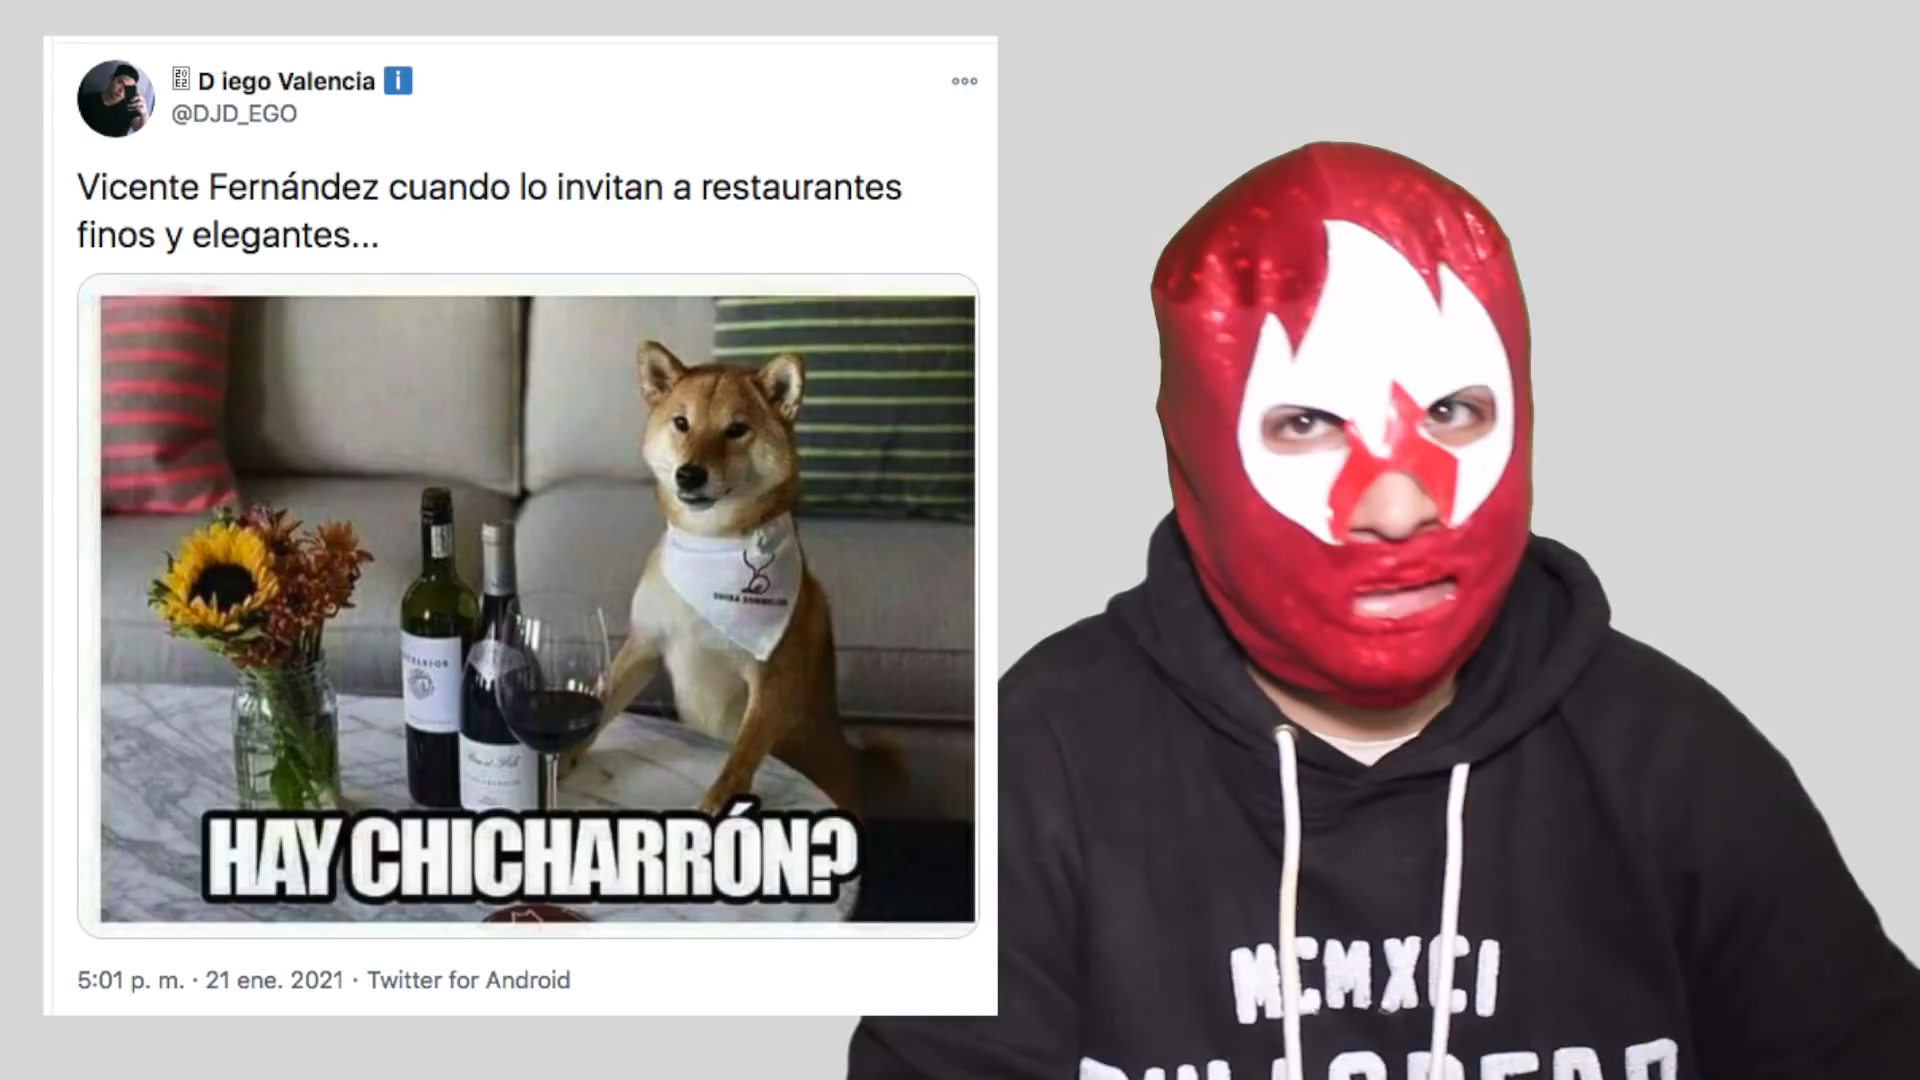 D iego Valencia
@DJD_EGO
Vicente Fernández cuando lo invitan a restaurantes
finos y elegantes...
HAY CHICHARRÓN?
5:01 p. m. · 21 ene. 2021 · Twitter for Android
MCMXCI